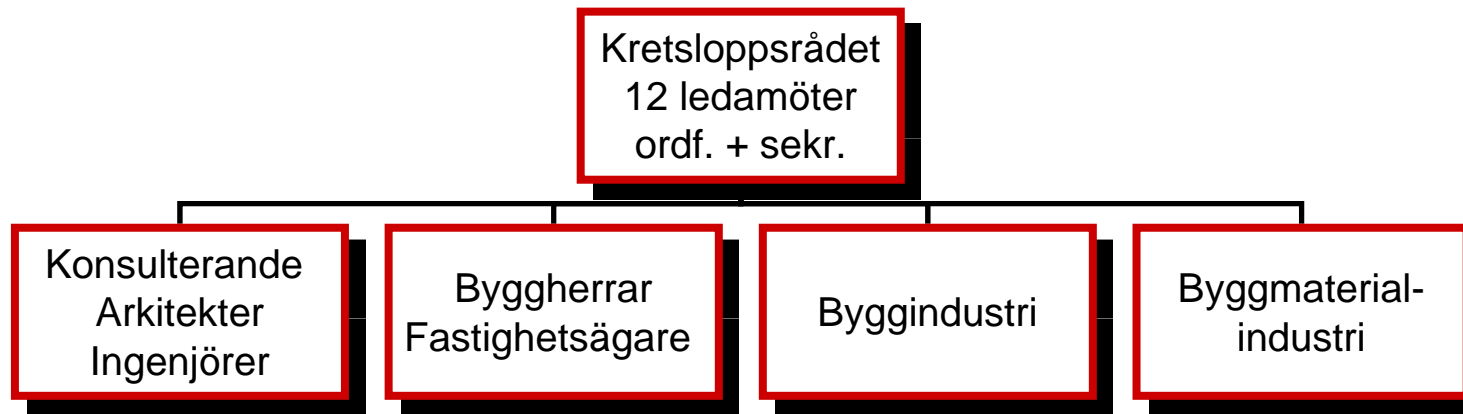 Kretsloppsrådet
12 ledamöter
ordf. + sekr.
Konsulterande
Arkitekter
Ingenjörer
Byggherrar
Fastighetsägare
Byggindustri
Byggmaterial-
industri